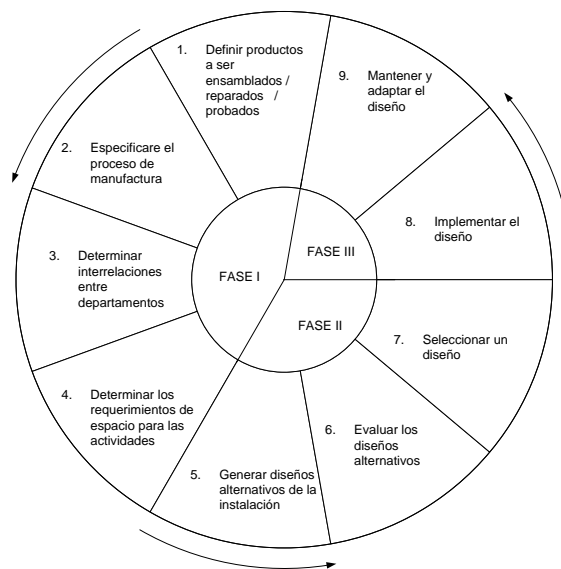 1. Definir productos
a ser
ensamblados /
reparados /
probados
2. Especificare el
proceso de
manufactura
3. Determinar
interrelaciones
entre
departamentos
4. Determinar los
requerimientos de
espacio para las
actividades
5. Generar diseños
alternativos de la
instalación
6. Evaluar los
diseños
alternativos
7. Seleccionar un
diseño
8. Implementar el
diseño
9. Mantener y
adaptar el
diseño
FASE I
FASE II
FASE III